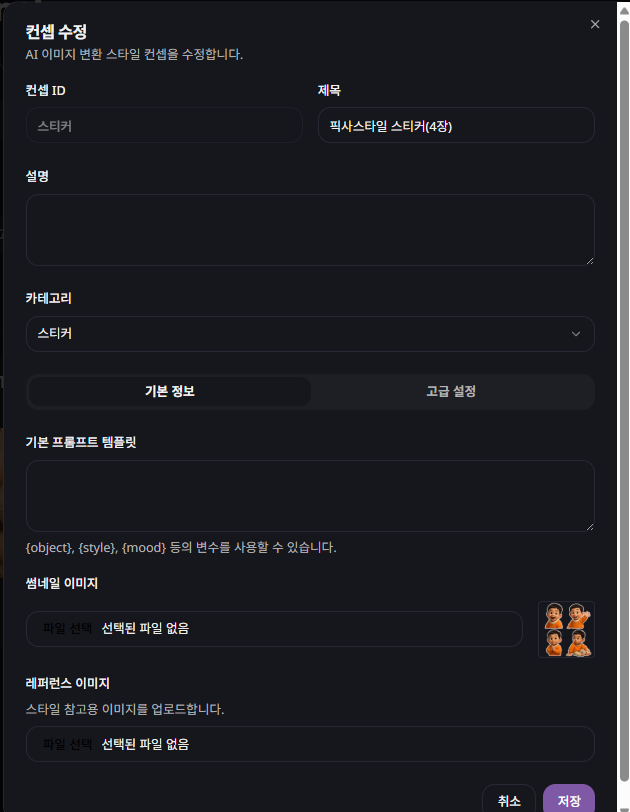 컨셉 수정
AI 이미지 변환 스타일 컨셉을 수정합니다.
컨셉 ID
제목
스티커
픽사스타일 스티커(4장)
설명
카테고리
스티커
기본 정보
고급 설정
기본 프롬프트 템플릿
{object}, {style}, {mood} 등의 변수를 사용할 수 있습니다.
썸네일 이미지
파일 선택 선택된 파일 없음
레퍼런스 이미지
스타일 참고용 이미지를 업로드합니다.
파일 선택 선택된 파일 없음
취소
저장